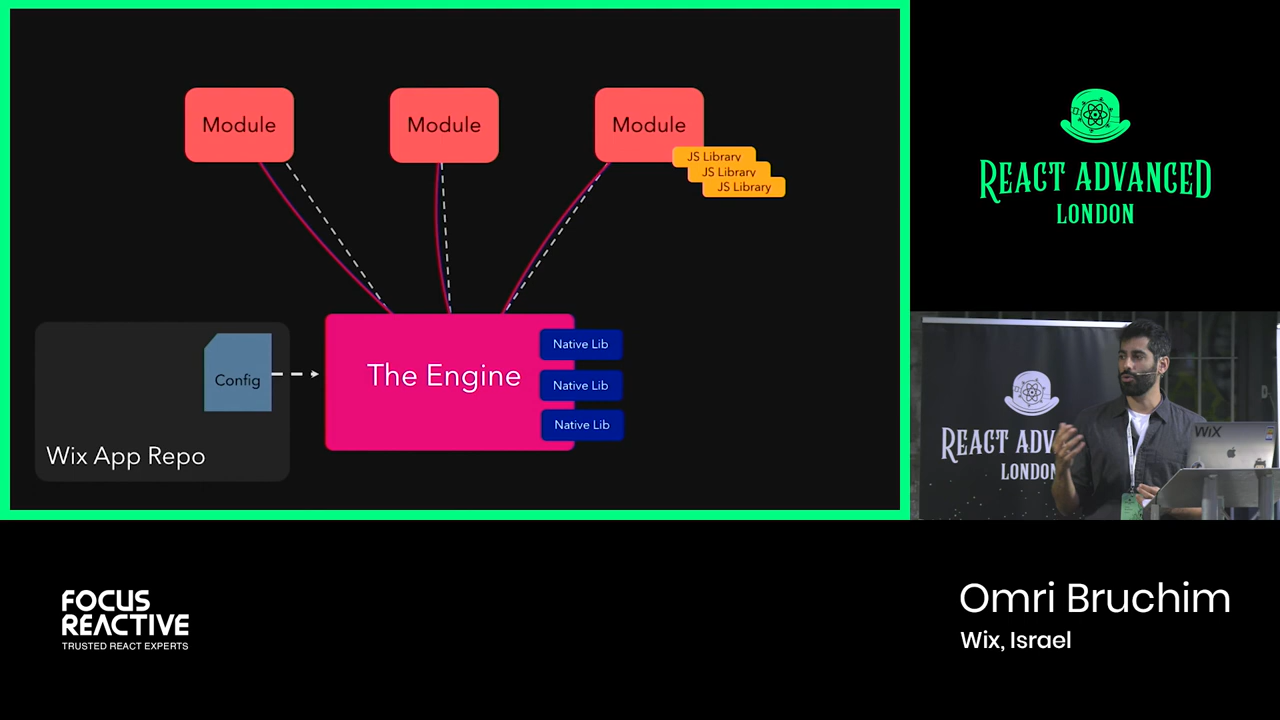 Module
Module
Module
JS Library
JS Library
JS Library
The Engine
Native Lib
Native Lib
Native Lib
Config
Wix App Repo
REACT ADVANCED
LONDON
REACT ADV
LONDON
WiX
FOCUS
REACTIVE
TRUSTED REACT EXPERTS
Omri Bruchim
Wix, Israel